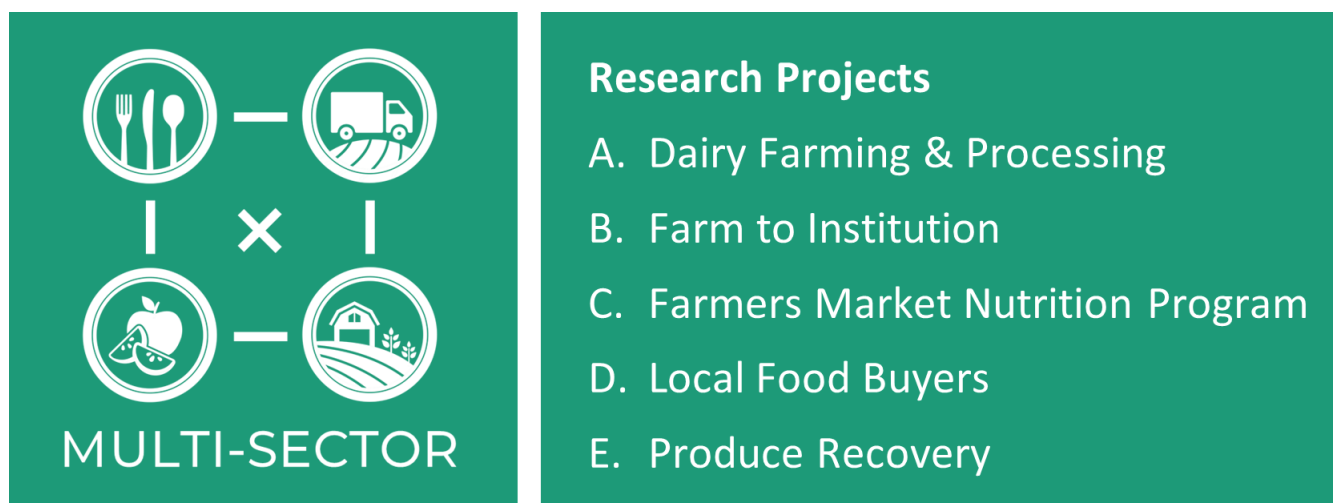 MULTI-SECTOR
Research Projects
A. Dairy Farming & Processing
B. Farm to Institution
C. Farmers Market Nutrition Program
D. Local Food Buyers
E. Produce Recovery